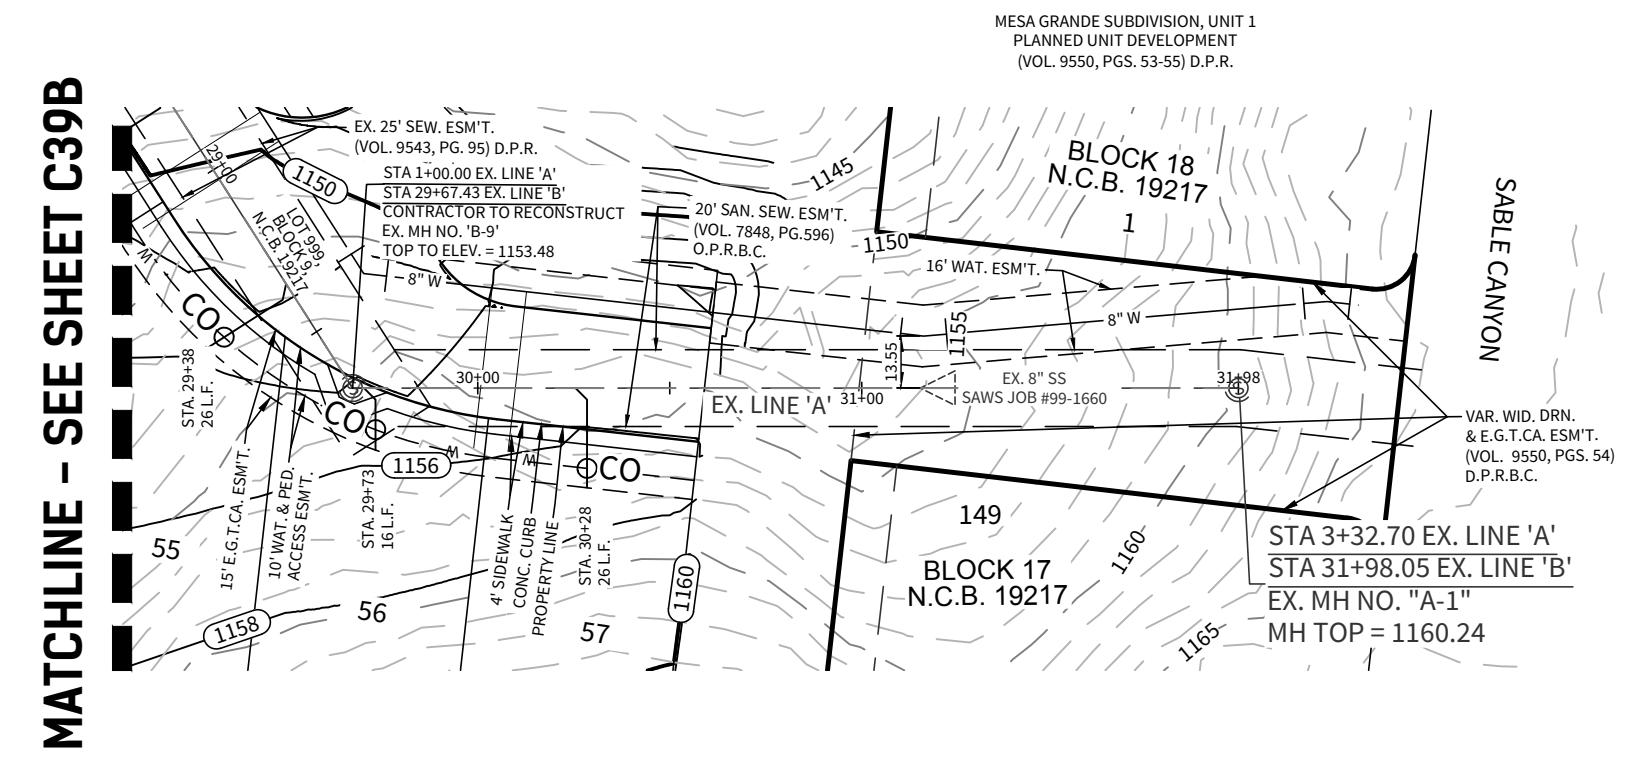 MESA GRANDE SUBDIVISION, UNIT 1
PLANNED UNIT DEVELOPMENT
(VOL. 9550, PGS. 53-55) D.P.R.
MATCHLINE - SEE SHEET C39B
EX. 25' SEW. ESM'T.
(VOL. 9543, PG. 95) D.P.R.
29+00
1150
STA 1+00.00 EX. LINE 'A'
STA 29+67.43 EX. LINE 'B'
CONTRACTOR TO RECONSTRUCT
EX. MH NO. 'B-9'
TOP TO ELEV. = 1153.48
LOT 999,
BLOCK 9,
N.C.B. 19217
20' SAN. SEW. ESM'T.
(VOL. 7848, PG.596)
O.P.R.B.C.
1145
1150
BLOCK 18
N.C.B. 19217
1
SABLE CANYON
16' WAT. ESM'T.
W
8" W
8" W
1155
13.55
CO
STA. 29+38
26 L.F.
30+00
EX. LINE 'A'
31+00
EX. 8" SS
SAWS JOB #99-1660
31+98
CO
STA. 29+73
16 L.F.
W
W
1156
CO
STA. 30+28
26 L.F.
VAR. WID. DRN.
& E.G.T.CA. ESM'T.
(VOL. 9550, PGS. 54)
D.P.R.B.C.
15' E.G.T.CA. ESM'T.
10' WAT. & PED.
ACCESS ESM'T.
4' SIDEWALK
CONC. CURB
PROPERTY LINE
55
56
57
1158
1160
149
BLOCK 17
N.C.B. 19217
1160
1165
STA 3+32.70 EX. LINE 'A'
STA 31+98.05 EX. LINE 'B'
EX. MH NO. "A-1"
MH TOP = 1160.24